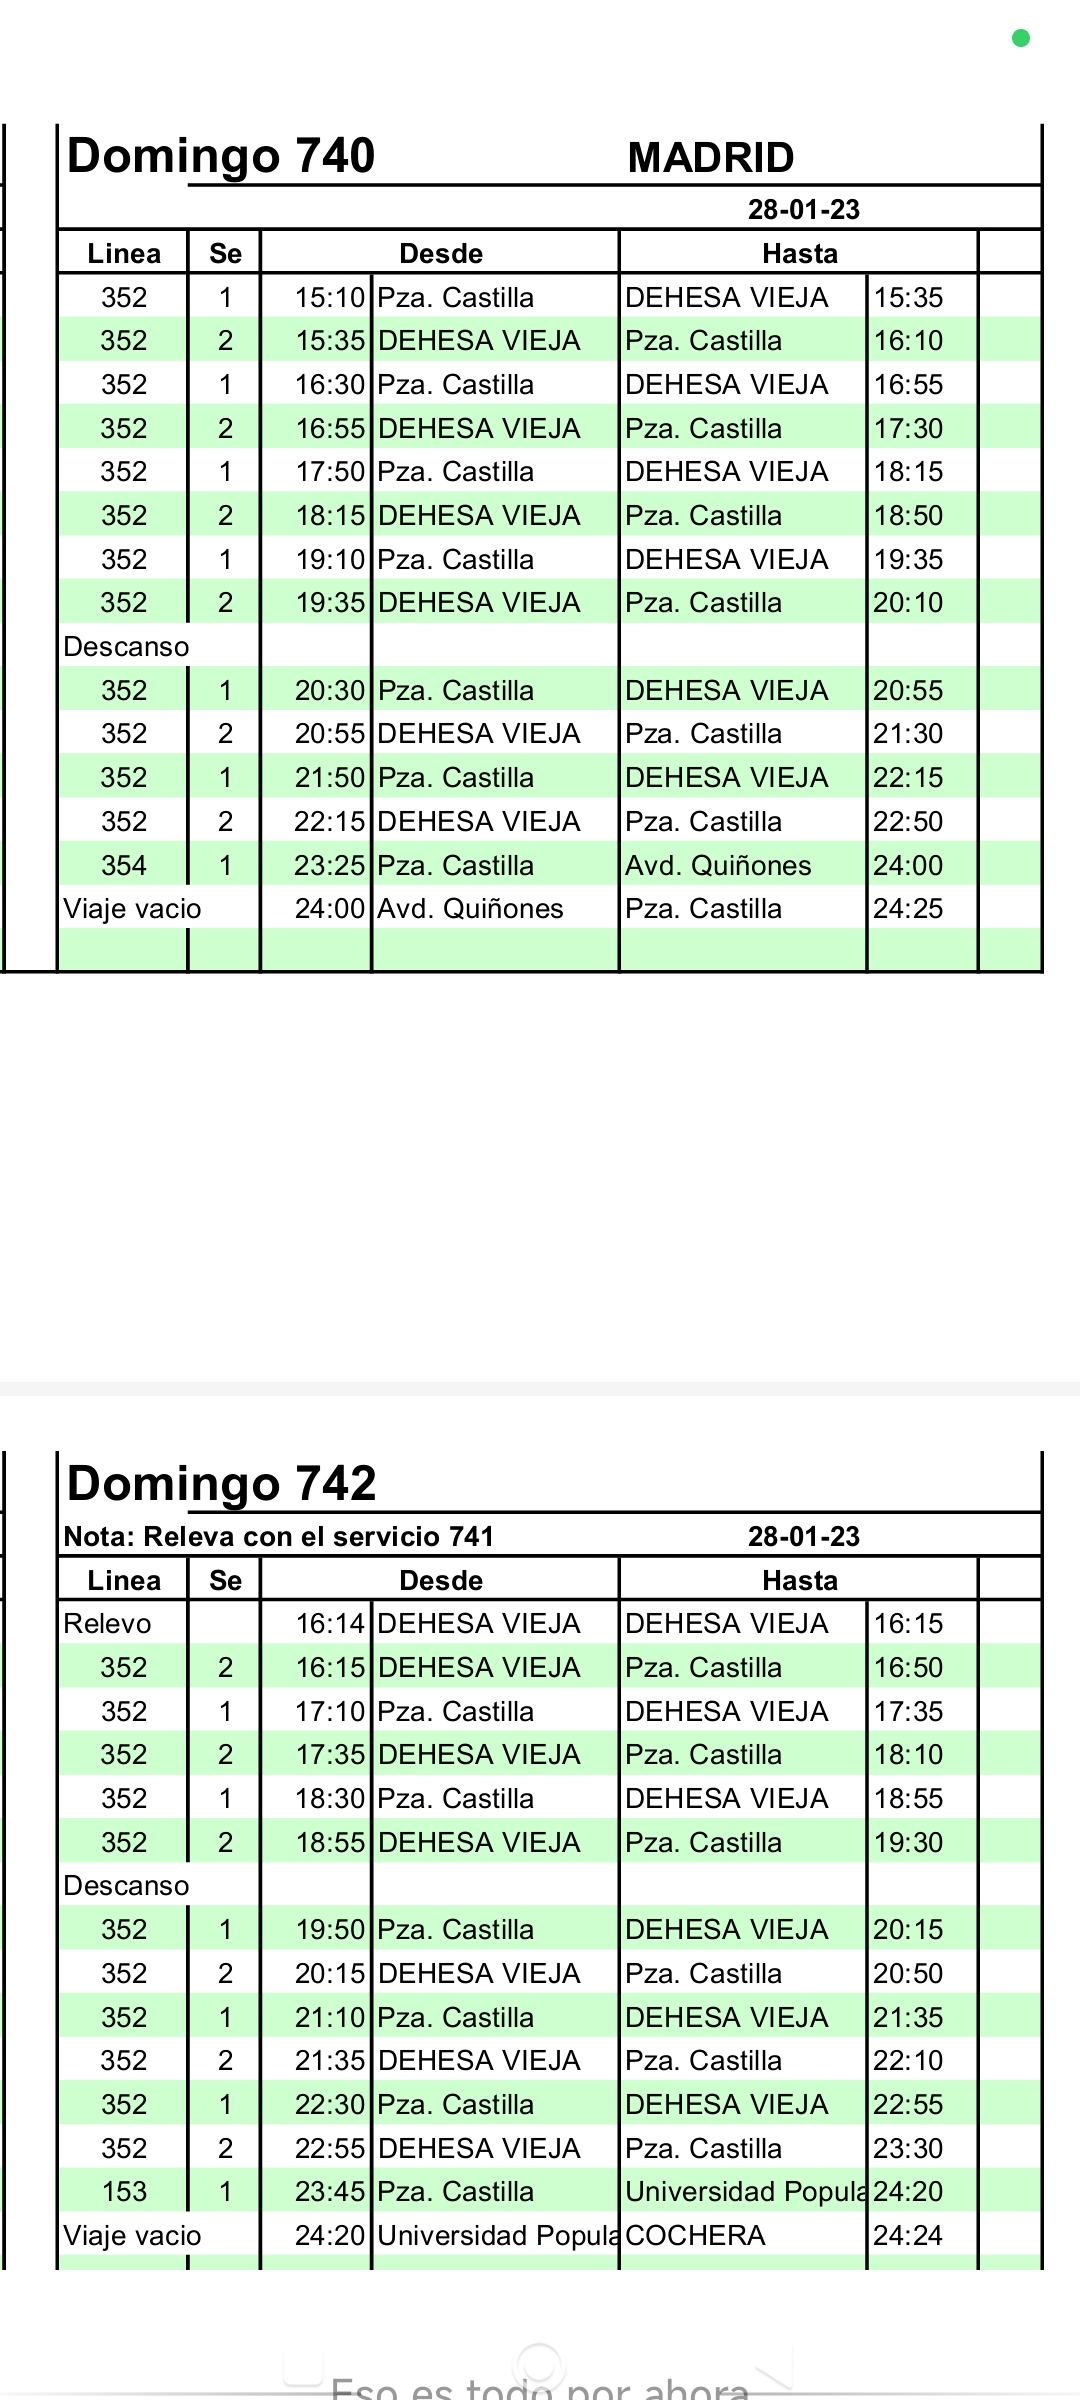 Domingo 740 MADRID
28-01-23
Linea Se Desde Hasta
352 1 15:10 Pza. Castilla DEHESA VIEJA 15:35
352 2 15:35 DEHESA VIEJA Pza. Castilla 16:10
352 1 16:30 Pza. Castilla DEHESA VIEJA 16:55
352 2 16:55 DEHESA VIEJA Pza. Castilla 17:30
352 1 17:50 Pza. Castilla DEHESA VIEJA 18:15
352 2 18:15 DEHESA VIEJA Pza. Castilla 18:50
352 1 19:10 Pza. Castilla DEHESA VIEJA 19:35
352 2 19:35 DEHESA VIEJA Pza. Castilla 20:10
Descanso
352 1 20:30 Pza. Castilla DEHESA VIEJA 20:55
352 2 20:55 DEHESA VIEJA Pza. Castilla 21:30
352 1 21:50 Pza. Castilla DEHESA VIEJA 22:15
352 2 22:15 DEHESA VIEJA Pza. Castilla 22:50
354 1 23:25 Pza. Castilla Avd. Quiñones 24:00
Viaje vacio 24:00 Avd. Quiñones Pza. Castilla 24:25
Domingo 742
Nota: Releva con el servicio 741 28-01-23
Linea Se Desde Hasta
Relevo 16:14 DEHESA VIEJA DEHESA VIEJA 16:15
352 2 16:15 DEHESA VIEJA Pza. Castilla 16:50
352 1 17:10 Pza. Castilla DEHESA VIEJA 17:35
352 2 17:35 DEHESA VIEJA Pza. Castilla 18:10
352 1 18:30 Pza. Castilla DEHESA VIEJA 18:55
352 2 18:55 DEHESA VIEJA Pza. Castilla 19:30
Descanso
352 1 19:50 Pza. Castilla DEHESA VIEJA 20:15
352 2 20:15 DEHESA VIEJA Pza. Castilla 20:50
352 1 21:10 Pza. Castilla DEHESA VIEJA 21:35
352 2 21:35 DEHESA VIEJA Pza. Castilla 22:10
352 1 22:30 Pza. Castilla DEHESA VIEJA 22:55
352 2 22:55 DEHESA VIEJA Pza. Castilla 23:30
153 1 23:45 Pza. Castilla Universidad Popula 24:20
Viaje vacio 24:20 Universidad Popula COCHERA 24:24
Eso es todo por ahora